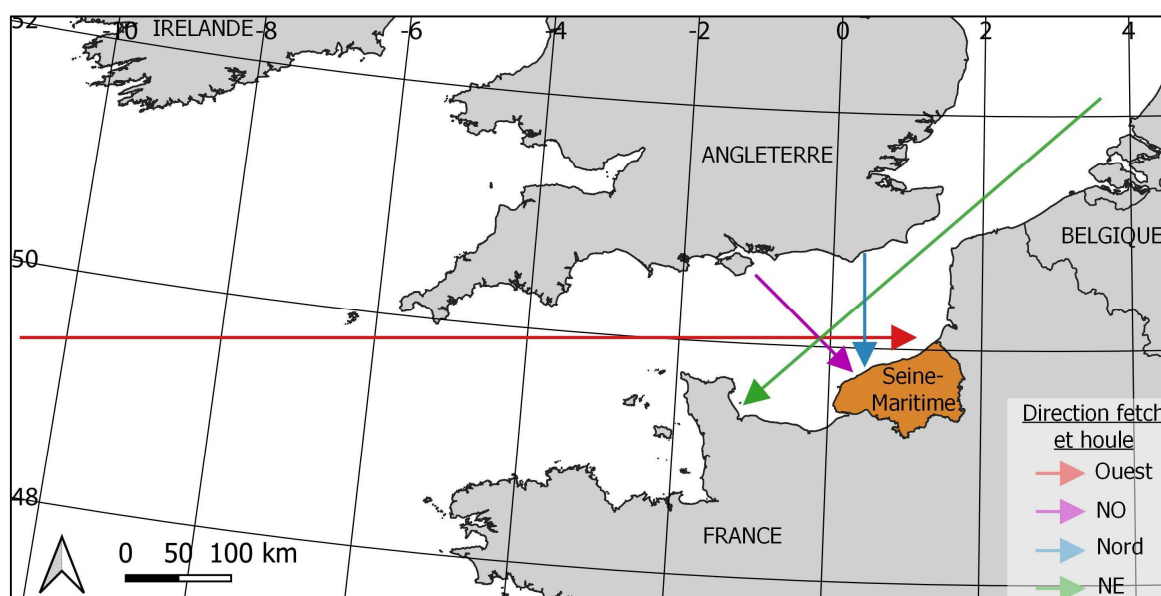 52
-10
IRELANDE
-8
-6
-4
-2
0
2
4
ANGLETERRE
BELGIQUE
50
Seine-
Maritime
48
FRANCE
0 50 100 km
Direction fetch
et houle
Ouest
NO
Nord
NE